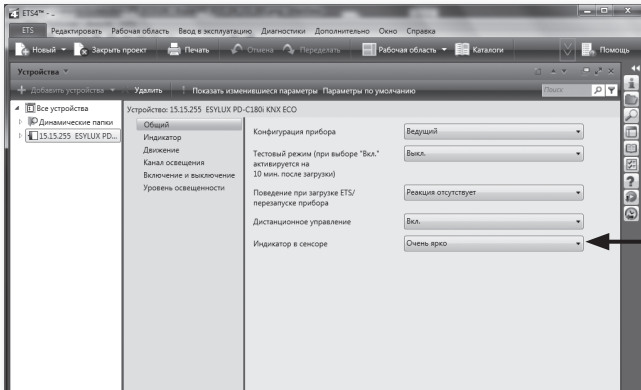 ETS4™ - ..
ETS Редактировать Рабочая область Ввод в эксплуатацию Диагностики Дополнительно Окно Справка
Новый Закрыть проект Печать Отмена Переделать Рабочая область Каталоги Помощь
Устройства
Добавить устройства Удалить Показать изменившиеся параметры Параметры по умолчанию Поиск
Все устройства
Динамические папки
15.15.255 ESYLUX PD...
Устройство: 15.15.255 ESYLUX PD-C180i KNX ECO
Общий
Индикатор
Движение
Канал освещения
Включение и выключение
Уровень освещенности
Конфигурация прибора Ведущий
Тестовый режим (при выборе "Вкл." Выкл.
активируется на
10 мин. после загрузки)
Поведение при загрузке ETS/ Реакция отсутствует
перезапуске прибора
Дистанционное управление Вкл.
Индикатор в сенсоре Очень ярко